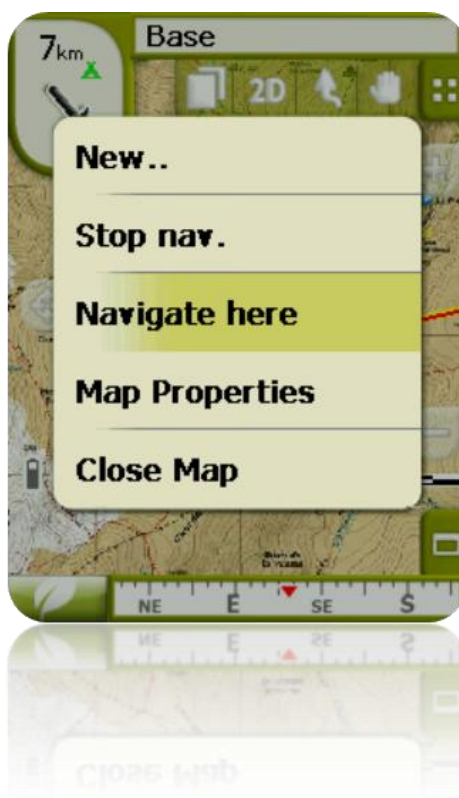 7km
Base
2D
New..
Stop nav.
Navigate here
Map Properties
Close Map
NE E SE S